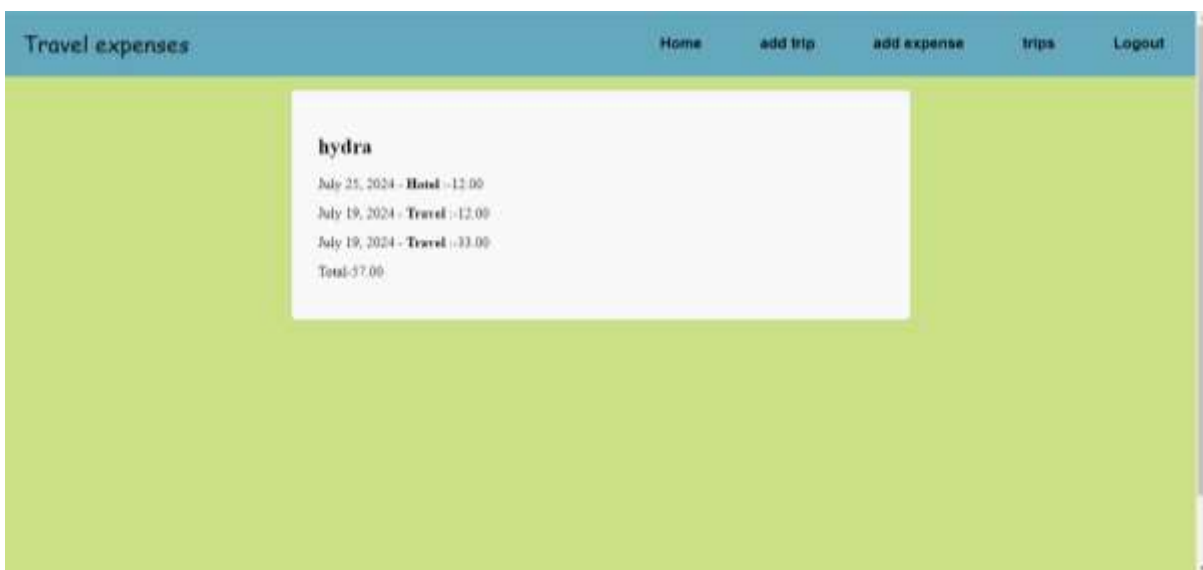 Travel expenses Home add trip add expense trips Logout
hydra
July 25, 2024 - Hotel :-12.00
July 19, 2024 - Travel :-12.00
July 19, 2024 - Travel :-33.00
Total-57.00